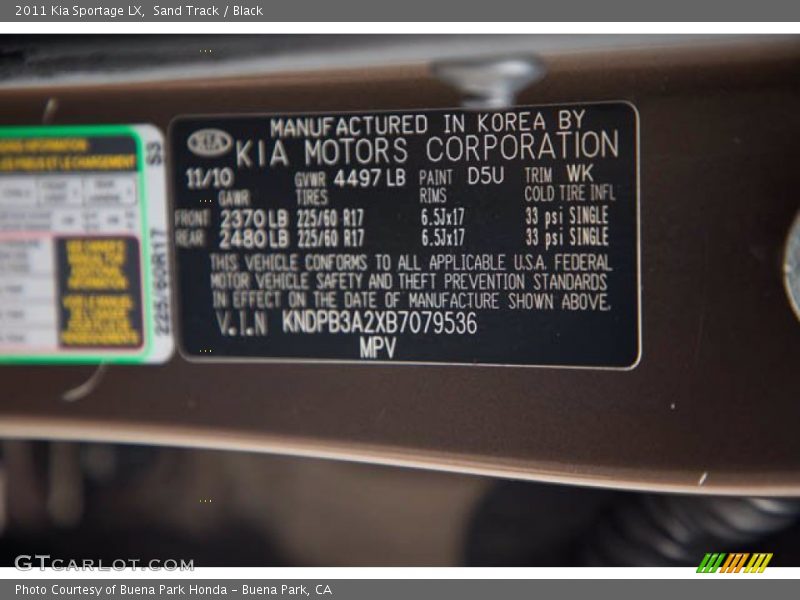 2011 Kia Sportage LX,  Sand Track / Black
KIA
MANUFACTURED IN KOREA BY
KIA MOTORS CORPORATION
11/10 GVWR 4497 LB PAINT D5U TRIM WK
GAWR TIRES RIMS COLD TIRE INFL
FRONT 2370 LB 225/60 R17 6.5Jx17 33 psi SINGLE
REAR 2480 LB 225/60 R17 6.5Jx17 33 psi SINGLE
THIS VEHICLE CONFORMS TO ALL APPLICABLE U.S.A. FEDERAL
MOTOR VEHICLE SAFETY AND THEFT PREVENTION STANDARDS
IN EFFECT ON THE DATE OF MANUFACTURE SHOWN ABOVE.
V.I.N KNDPB3A2XB7079536
MPV
225/60R17
GTcarlot.com
Photo Courtesy of Buena Park Honda - Buena Park, CA